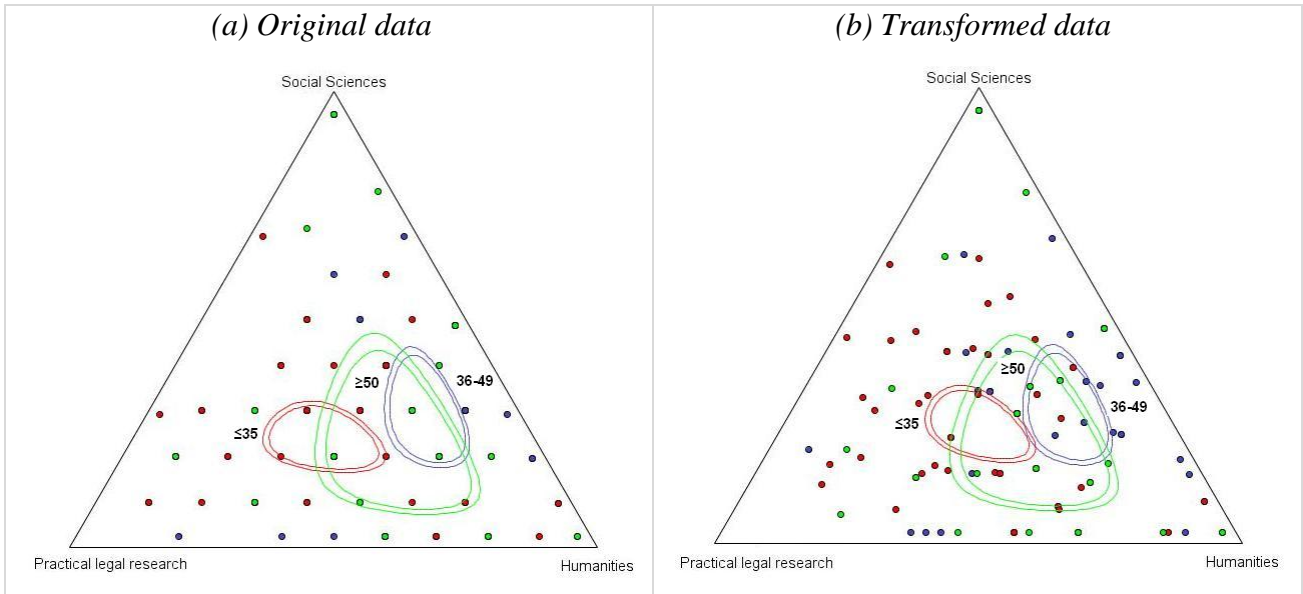 (a) Original data
Social Sciences
≥50
36-49
≤35
Practical legal research
Humanities
(b) Transformed data
Social Sciences
≥50
36-49
≤35
Practical legal research
Humanities